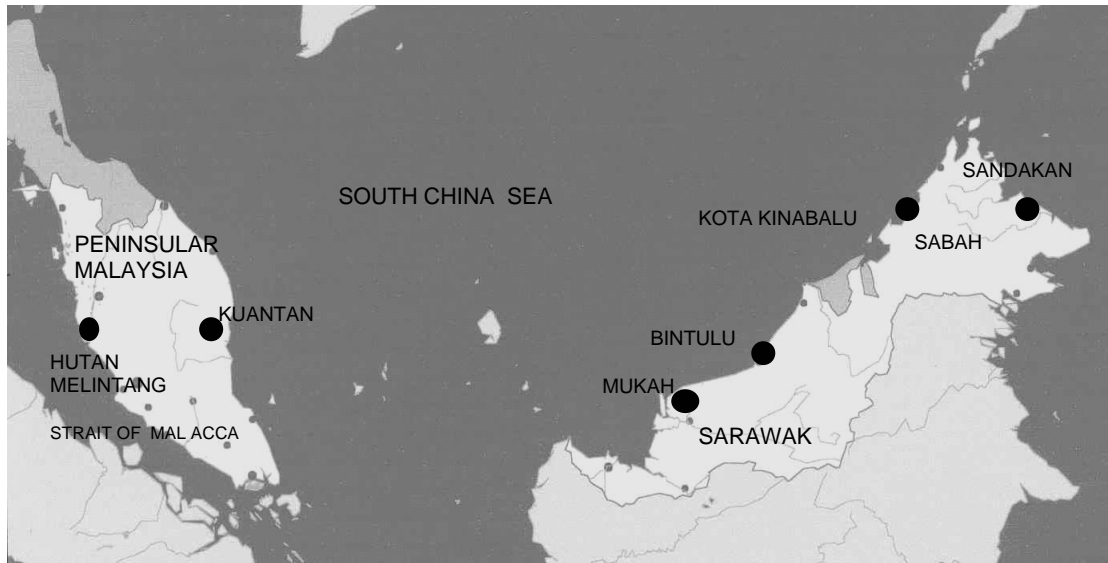 SANDAKAN
SOUTH CHINA SEA
KOTA KINABALU
SABAH
PENINSULAR
MALAYSIA
KUANTAN
BINTULU
HUTAN
MELINTANG
MUKAH
STRAIT OF MAL ACCA
SARAWAK